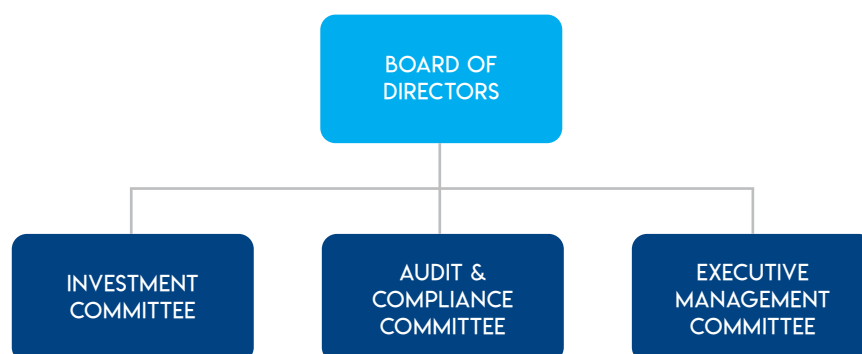 BOARD OF
DIRECTORS
INVESTMENT
COMMITTEE
AUDIT &
COMPLIANCE
COMMITTEE
EXECUTIVE
MANAGEMENT
COMMITTEE